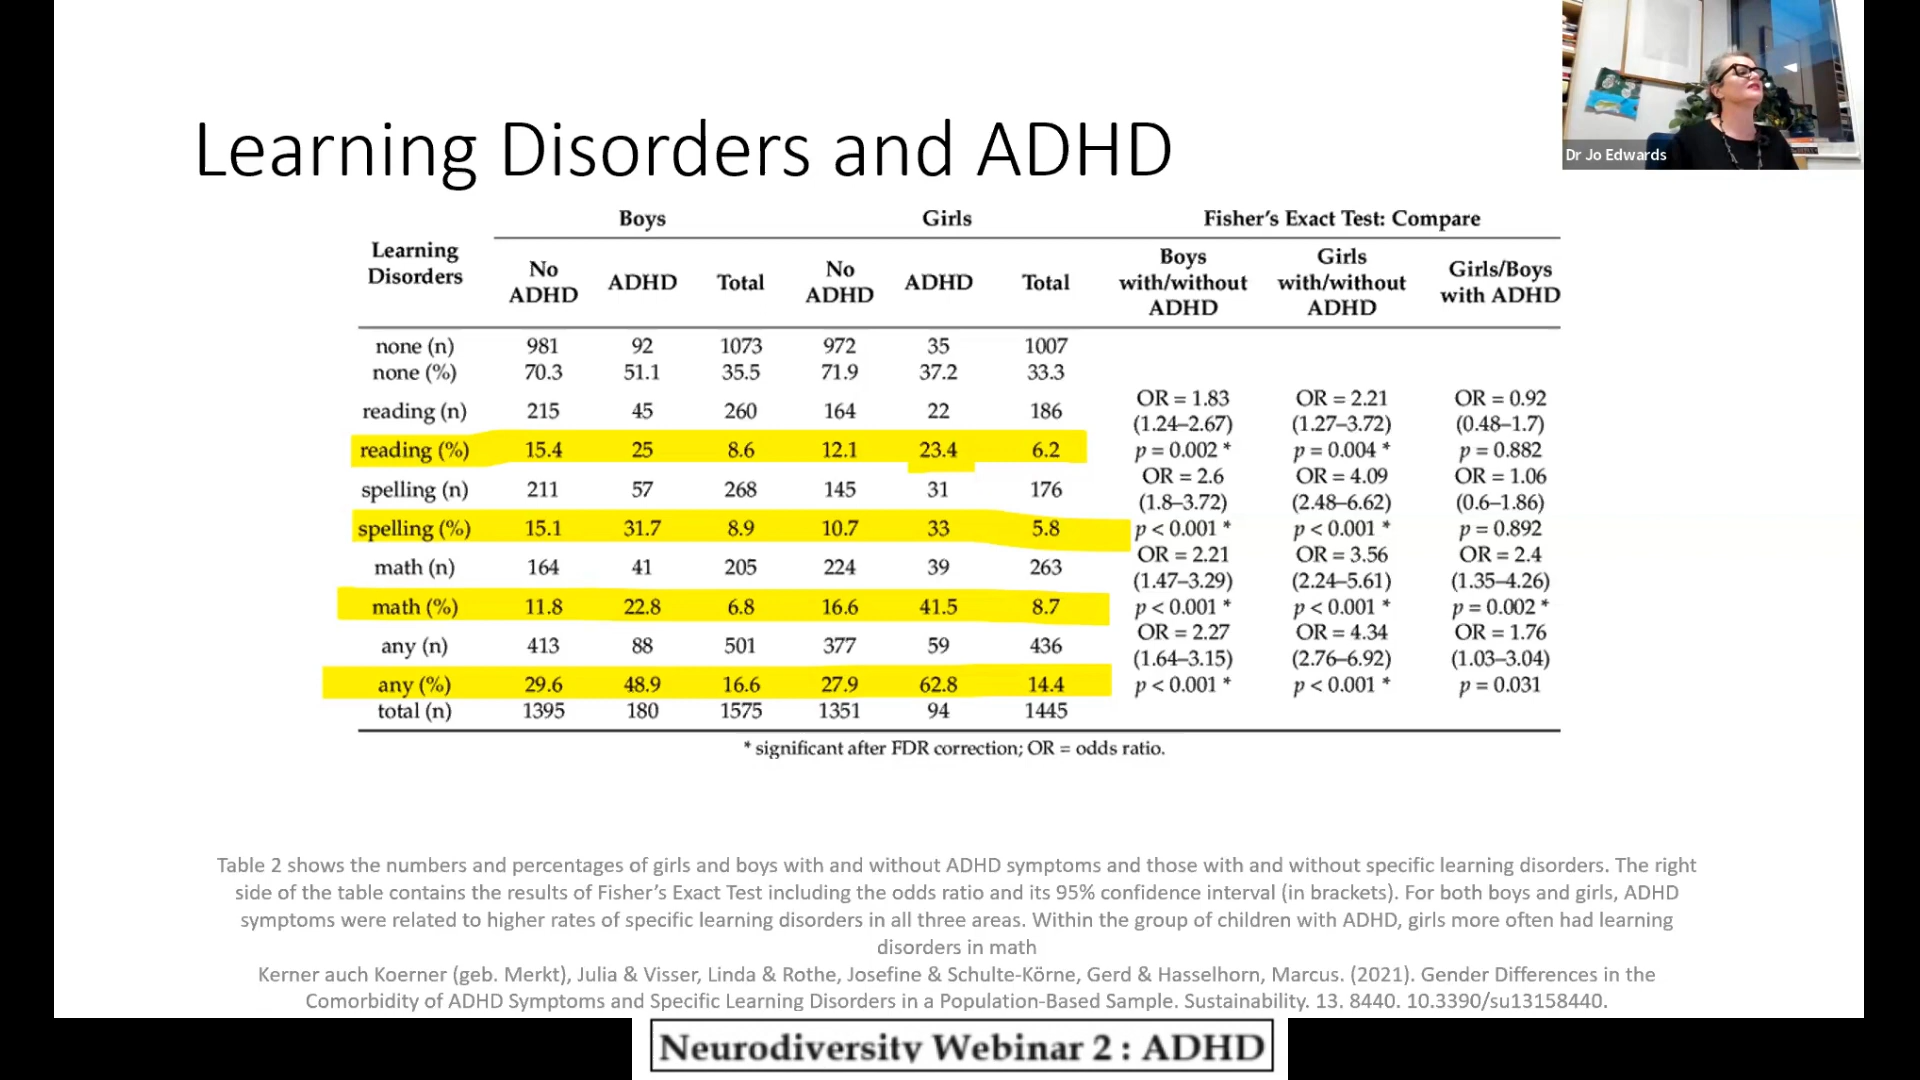 Dr Jo Edwards
Learning Disorders and ADHD
Boys Girls Fisher's Exact Test: Compare
Learning Disorders No ADHD ADHD Total No ADHD ADHD Total Boys with/without ADHD Girls with/without ADHD Girls/Boys with ADHD
none (n) 981 92 1073 972 35 1007
none (%) 70.3 51.1 35.5 71.9 37.2 33.3
OR = 1.83 OR = 2.21 OR = 0.92
reading (n) 215 45 260 164 22 186 (1.24–2.67) (1.27–3.72) (0.48–1.7)
reading (%) 15.4 25 8.6 12.1 23.4 6.2 p = 0.002 * p = 0.004 * p = 0.882
OR = 2.6 OR = 4.09 OR = 1.06
spelling (n) 211 57 268 145 31 176 (1.8–3.72) (2.48–6.62) (0.6–1.86)
spelling (%) 15.1 31.7 8.9 10.7 33 5.8 p < 0.001 * p < 0.001 * p = 0.892
OR = 2.21 OR = 3.56 OR = 2.4
math (n) 164 41 205 224 39 263 (1.47–3.29) (2.24–5.61) (1.35–4.26)
math (%) 11.8 22.8 6.8 16.6 41.5 8.7 p < 0.001 * p < 0.001 * p = 0.002 *
OR = 2.27 OR = 4.34 OR = 1.76
any (n) 413 88 501 377 59 436 (1.64–3.15) (2.76–6.92) (1.03–3.04)
any (%) 29.6 48.9 16.6 27.9 62.8 14.4 p < 0.001 * p < 0.001 * p = 0.031
total (n) 1395 180 1575 1351 94 1445
* significant after FDR correction; OR = odds ratio.
Table 2 shows the numbers and percentages of girls and boys with and without ADHD symptoms and those with and without specific learning disorders. The right
side of the table contains the results of Fisher's Exact Test including the odds ratio and its 95% confidence interval (in brackets). For both boys and girls, ADHD
symptoms were related to higher rates of specific learning disorders in all three areas. Within the group of children with ADHD, girls more often had learning
disorders in math
Kerner auch Koerner (geb. Merkt), Julia & Visser, Linda & Rothe, Josefine & Schulte-Körne, Gerd & Hasselhorn, Marcus. (2021). Gender Differences in the
Comorbidity of ADHD Symptoms and Specific Learning Disorders in a Population-Based Sample. Sustainability. 13. 8440. 10.3390/su13158440.
Neurodiversity Webinar 2 : ADHD